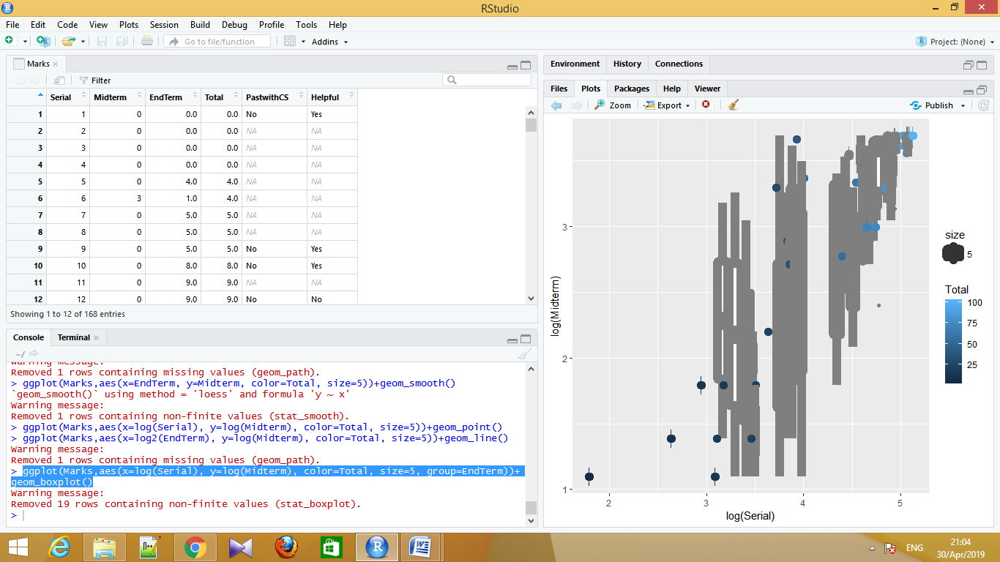 RStudio
File Edit Code View Plots Session Build Debug Profile Tools Help
Go to file/function Addins Project: (None)
Marks
Filter
Serial Midterm EndTerm Total PastwithCS Helpful
1 1 0 0.0 0.0 No Yes
2 2 0 0.0 0.0 NA NA
3 3 0 0.0 0.0 NA NA
4 4 0 0.0 0.0 NA NA
5 5 0 4.0 4.0 NA NA
6 6 3 1.0 4.0 NA NA
7 7 0 5.0 5.0 NA NA
8 8 0 5.0 5.0 NA NA
9 9 0 5.0 5.0 No Yes
10 10 0 8.0 8.0 No Yes
11 11 0 9.0 9.0 NA NA
12 12 0 9.0 9.0 No No
Showing 1 to 12 of 168 entries
Console Terminal
~/
Warning message:
Removed 1 rows containing missing values (geom_path).
> ggplot(Marks,aes(x=EndTerm, y=Midterm, color=Total, size=5))+geom_smooth()
`geom_smooth()` using method = 'loess' and formula 'y ~ x'
Warning message:
Removed 1 rows containing non-finite values (stat_smooth).
> ggplot(Marks,aes(x=log(Serial), y=log(Midterm), color=Total, size=5))+geom_point()
> ggplot(Marks,aes(x=log2(EndTerm), y=log(Midterm), color=Total, size=5))+geom_line()
Warning message:
Removed 1 rows containing missing values (geom_path).
> ggplot(Marks,aes(x=log(Serial), y=log(Midterm), color=Total, size=5, group=EndTerm))+
geom_boxplot()
Warning message:
Removed 19 rows containing non-finite values (stat_boxplot).
>
Environment History Connections
Files Plots Packages Help Viewer
Zoom Export Publish
3
2
1
log(Midterm)
2 3 4 5
log(Serial)
size
5
Total
100
75
50
25
n++
W
R
ENG
21:04
30/Apr/2019